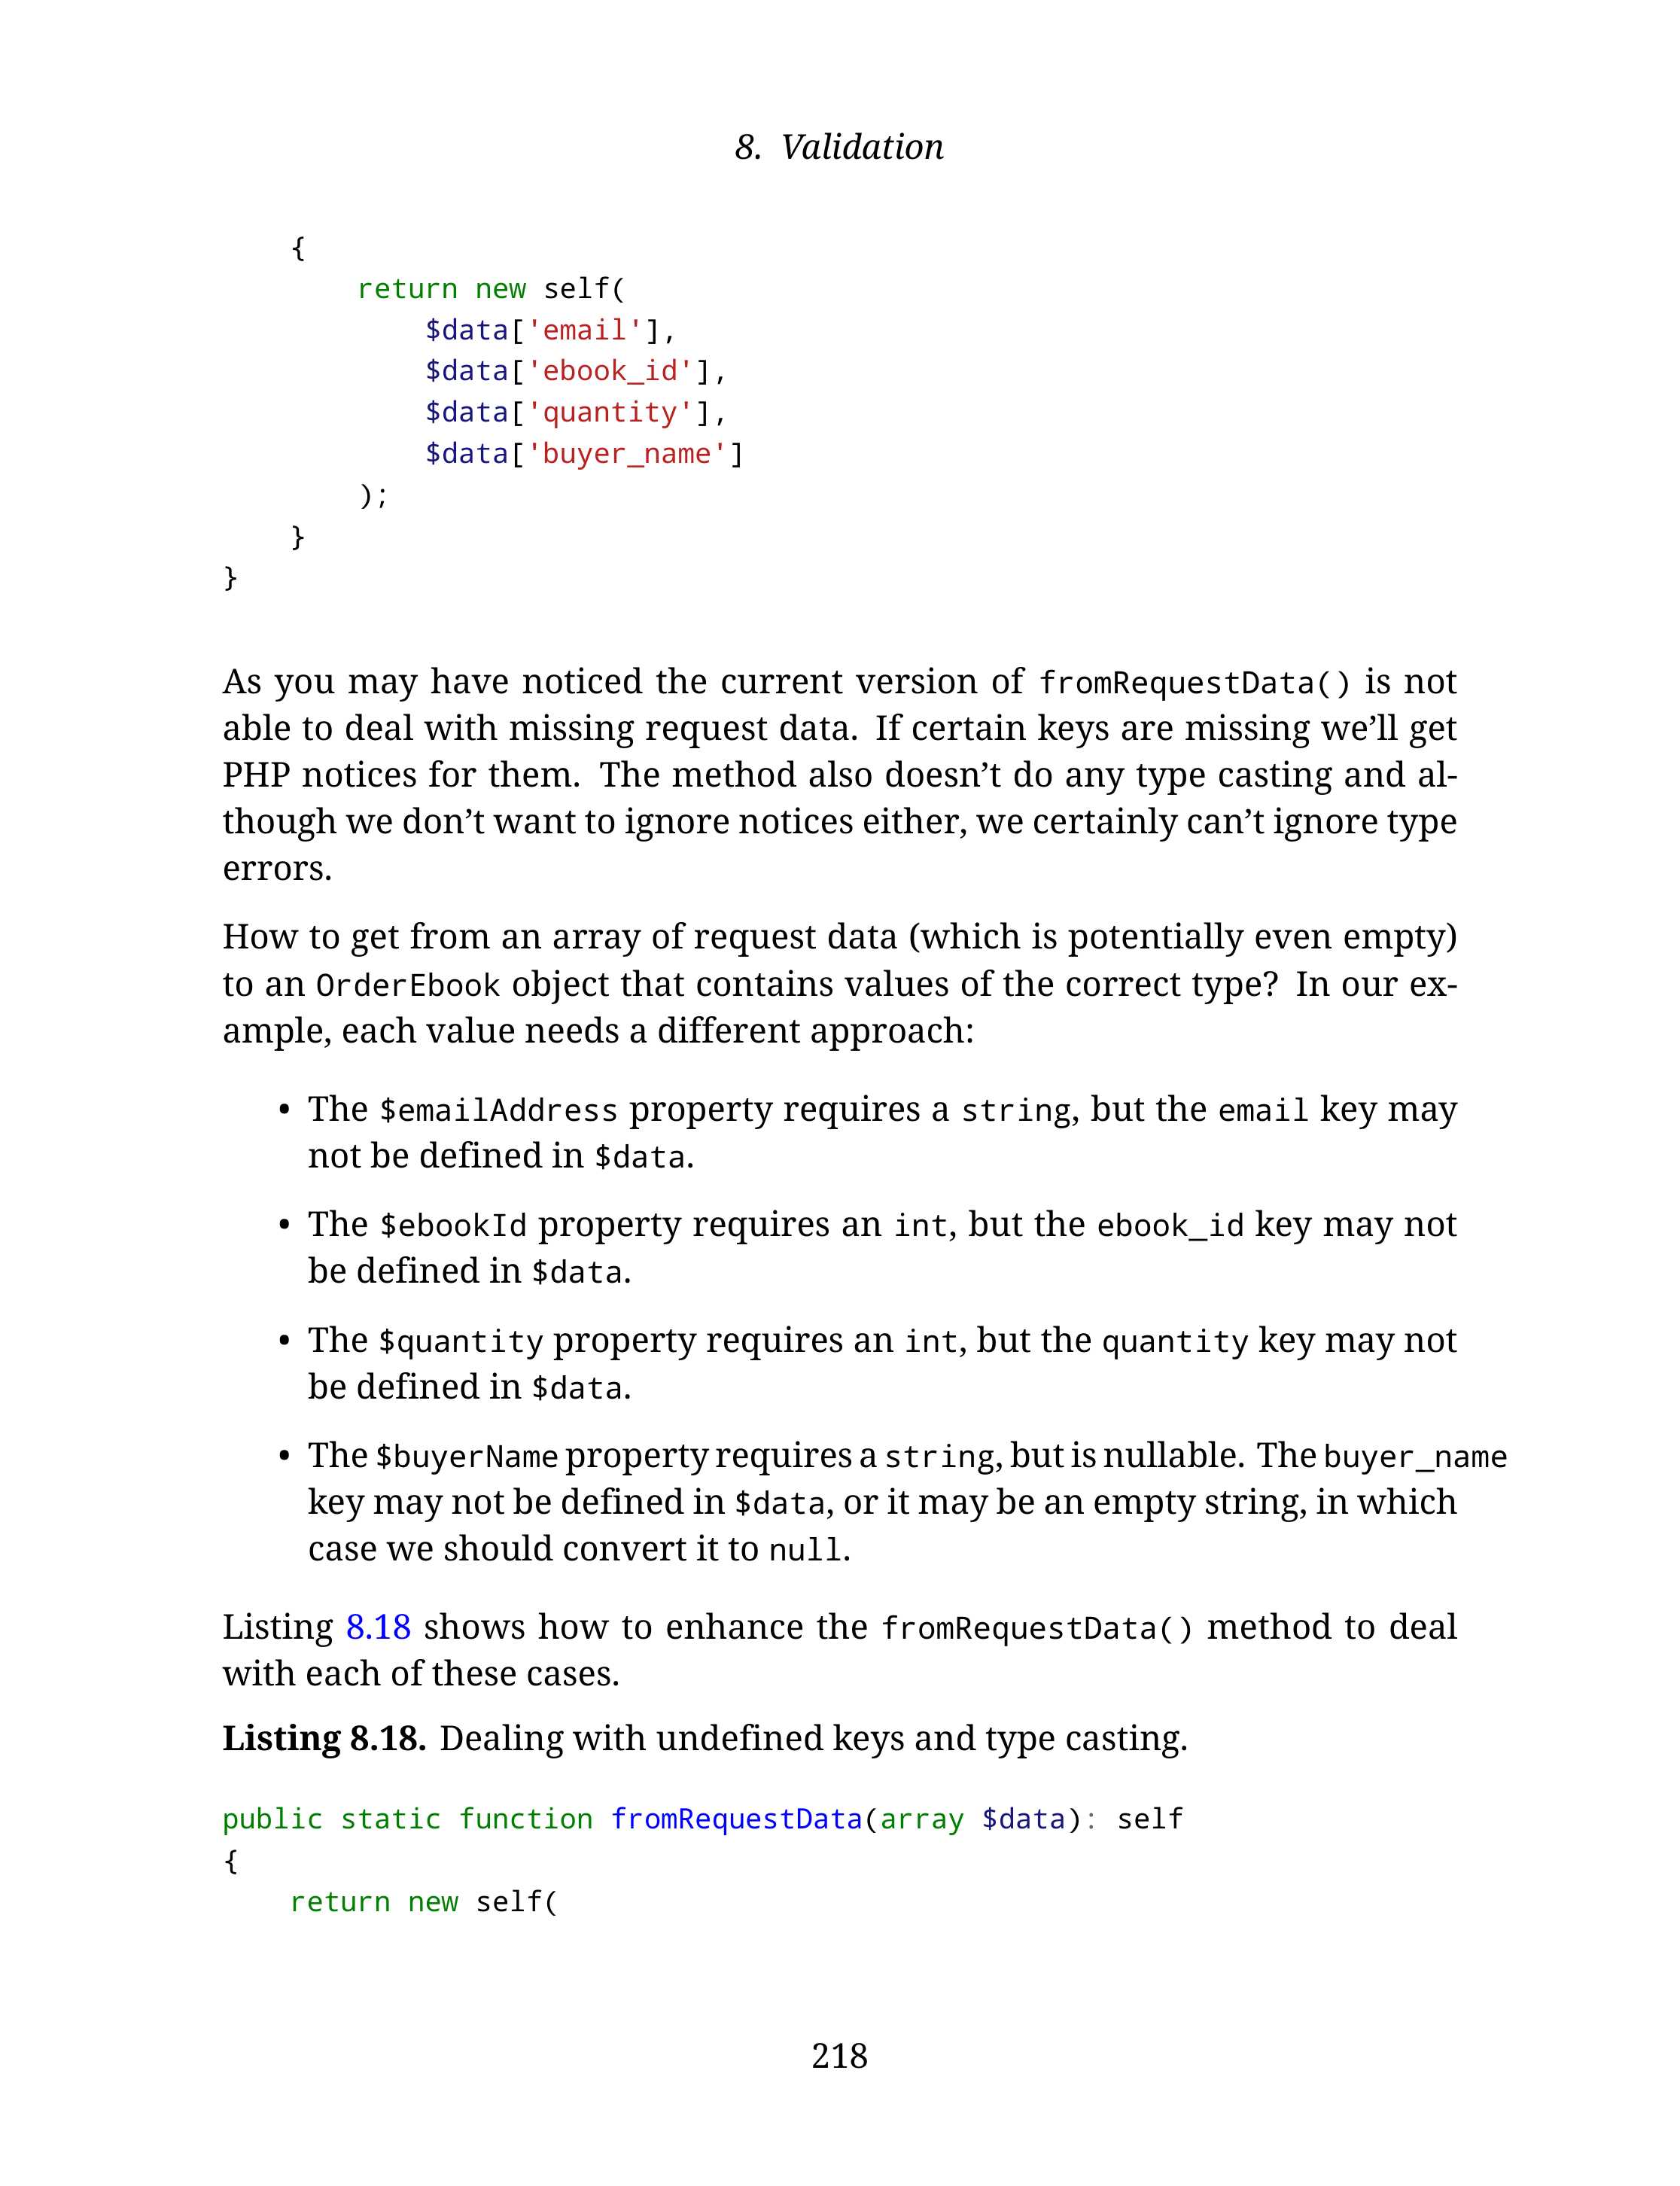 8. Validation
    {
        return new self(
            $data['email'],
            $data['ebook_id'],
            $data['quantity'],
            $data['buyer_name']
        );
    }
}
As you may have noticed the current version of fromRequestData() is not
able to deal with missing request data. If certain keys are missing we’ll get
PHP notices for them. The method also doesn’t do any type casting and al-
though we don’t want to ignore notices either, we certainly can’t ignore type
errors.
How to get from an array of request data (which is potentially even empty)
to an OrderEbook object that contains values of the correct type? In our ex-
ample, each value needs a different approach:
• The $emailAddress property requires a string, but the email key may
not be defined in $data.
• The $ebookId property requires an int, but the ebook_id key may not
be defined in $data.
• The $quantity property requires an int, but the quantity key may not
be defined in $data.
• The $buyerName property requires a string, but is nullable. The buyer_name
key may not be defined in $data, or it may be an empty string, in which
case we should convert it to null.
Listing 8.18 shows how to enhance the fromRequestData() method to deal
with each of these cases.
Listing 8.18. Dealing with undefined keys and type casting.
public static function fromRequestData(array $data): self
{
    return new self(
218